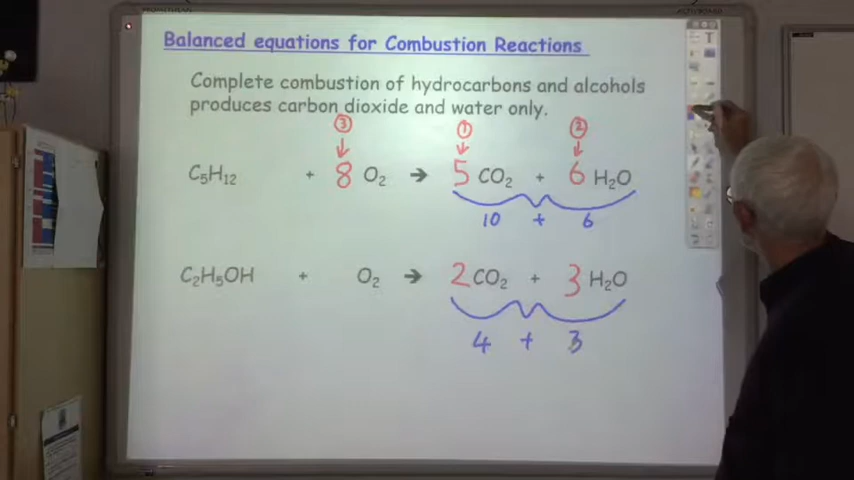 Balanced equations for Combustion Reactions
Complete combustion of hydrocarbons and alcohols
produces carbon dioxide and water only.
③ ① ②
C₅H₁₂ + 8 O₂ → 5 CO₂ + 6 H₂O
10 + 6
C₂H₅OH + O₂ → 2 CO₂ + 3 H₂O
4 + 3